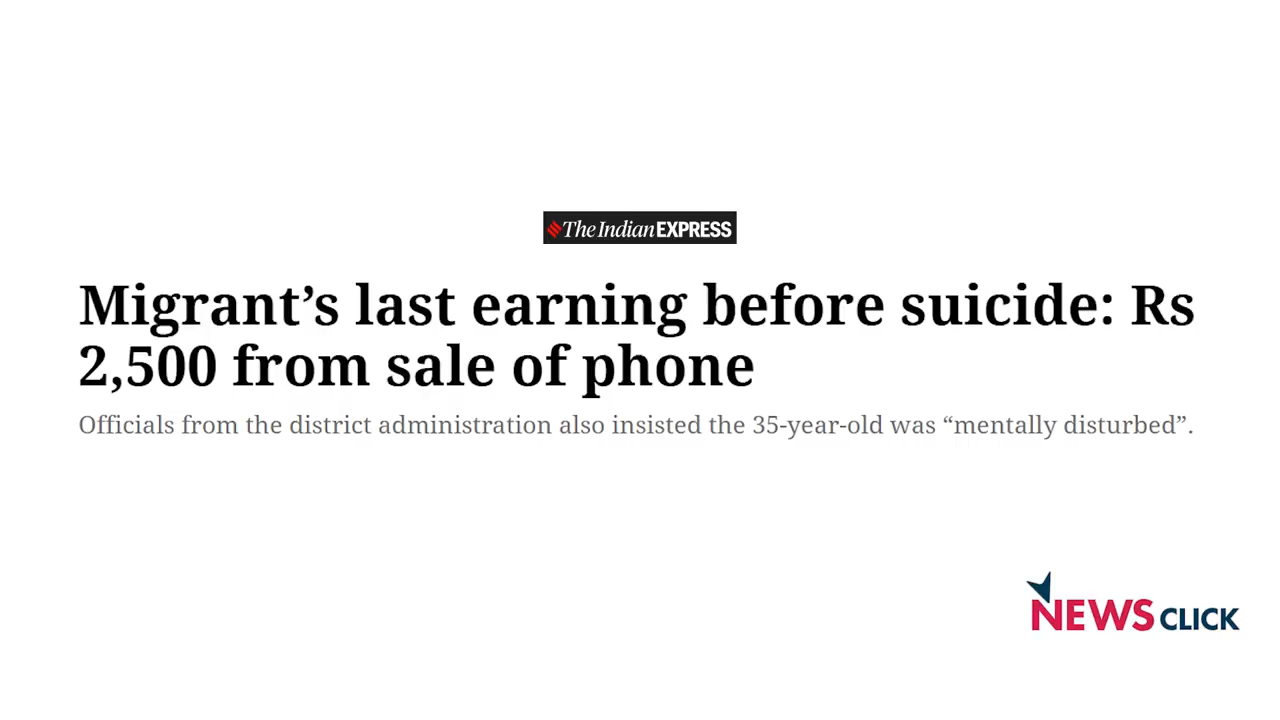 The Indian EXPRESS
Migrant’s last earning before suicide: Rs
2,500 from sale of phone
Officials from the district administration also insisted the 35-year-old was “mentally disturbed”.
NEWS CLICK